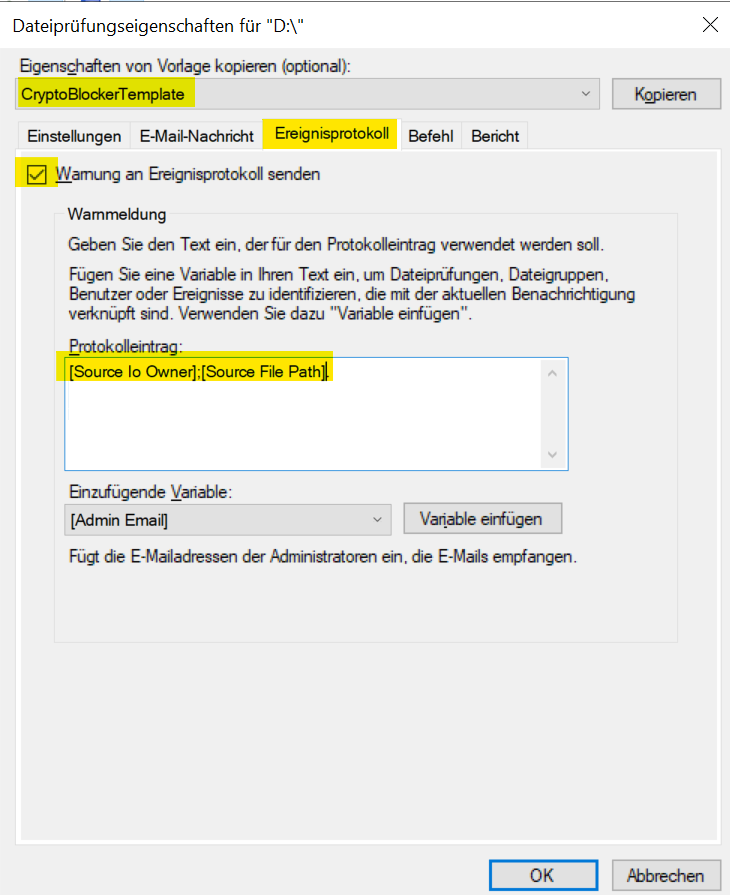 Dateiprüfungseigenschaften für "D:\"
Eigenschaften von Vorlage kopieren (optional):
CryptoBlockerTemplate
Kopieren
Einstellungen E-Mail-Nachricht Ereignisprotokoll Befehl Bericht
Warnung an Ereignisprotokoll senden
Warnmeldung
Geben Sie den Text ein, der für den Protokolleintrag verwendet werden soll.
Fügen Sie eine Variable in Ihren Text ein, um Dateiprüfungen, Dateigruppen,
Benutzer oder Ereignisse zu identifizieren, die mit der aktuellen Benachrichtigung
verknüpft sind. Verwenden Sie dazu "Variable einfügen".
Protokolleintrag:
[Source Io Owner];[Source File Path].
Einzufügende Variable:
[Admin Email]
Variable einfügen
Fügt die E-Mailadressen der Administratoren ein, die E-Mails empfangen.
OK Abbrechen